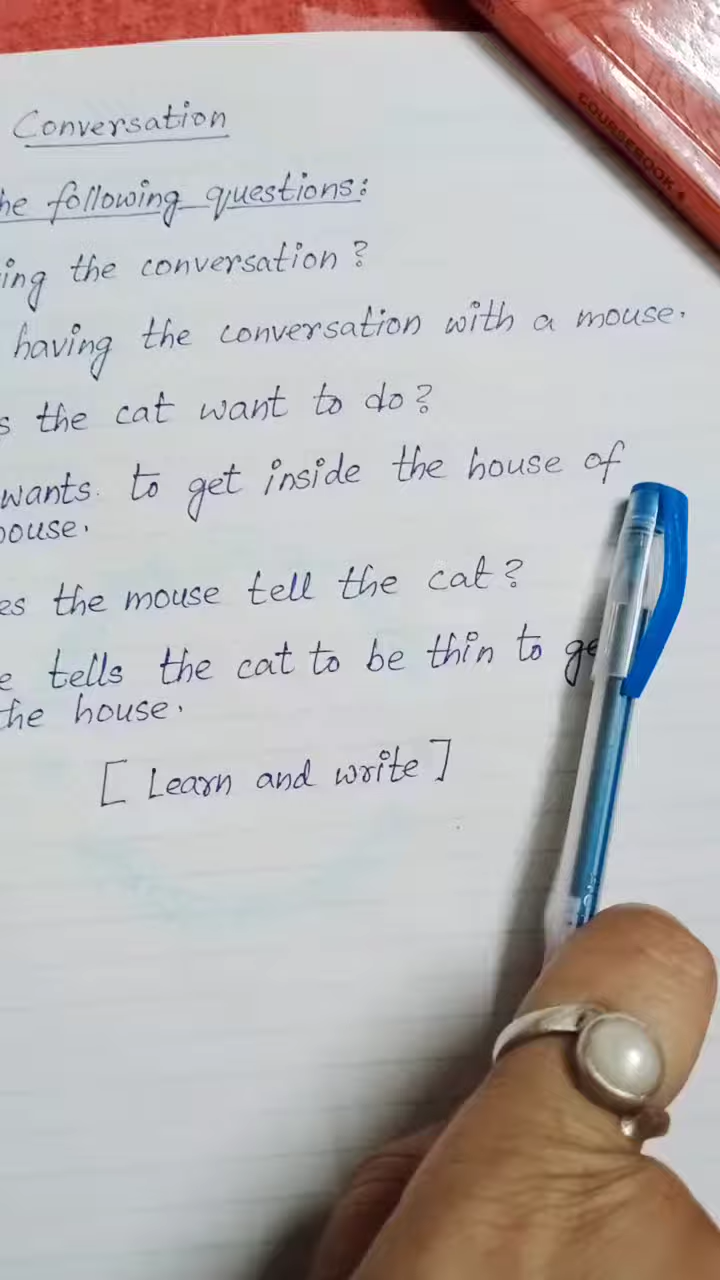 Conversation
he following questions:
ing the conversation?
having the conversation with a mouse.
s the cat want to do?
wants to get inside the house of
ouse.
es the mouse tell the cat?
e tells the cat to be thin to ge
the house.
[Learn and write]
COURSEBOOK 4